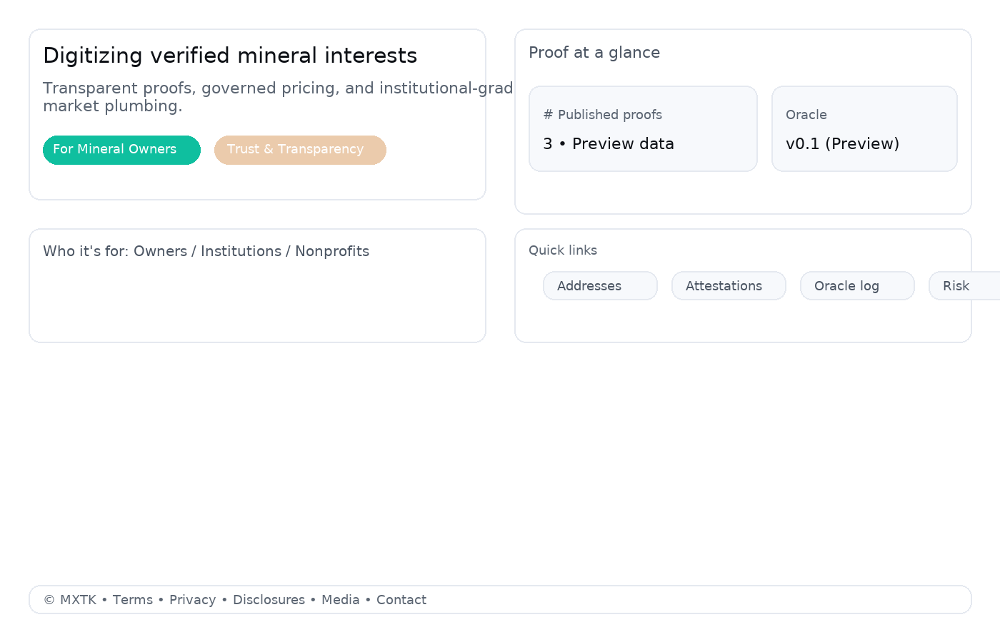 Digitizing verified mineral interests
Transparent proofs, governed pricing, and institutional-grad
market plumbing.
For Mineral Owners
Trust & Transparency
Proof at a glance
# Published proofs
3 • Preview data
Oracle
v0.1 (Preview)
Who it's for: Owners / Institutions / Nonprofits
Quick links
Addresses
Attestations
Oracle log
Risk
© MXTK • Terms • Privacy • Disclosures • Media • Contact